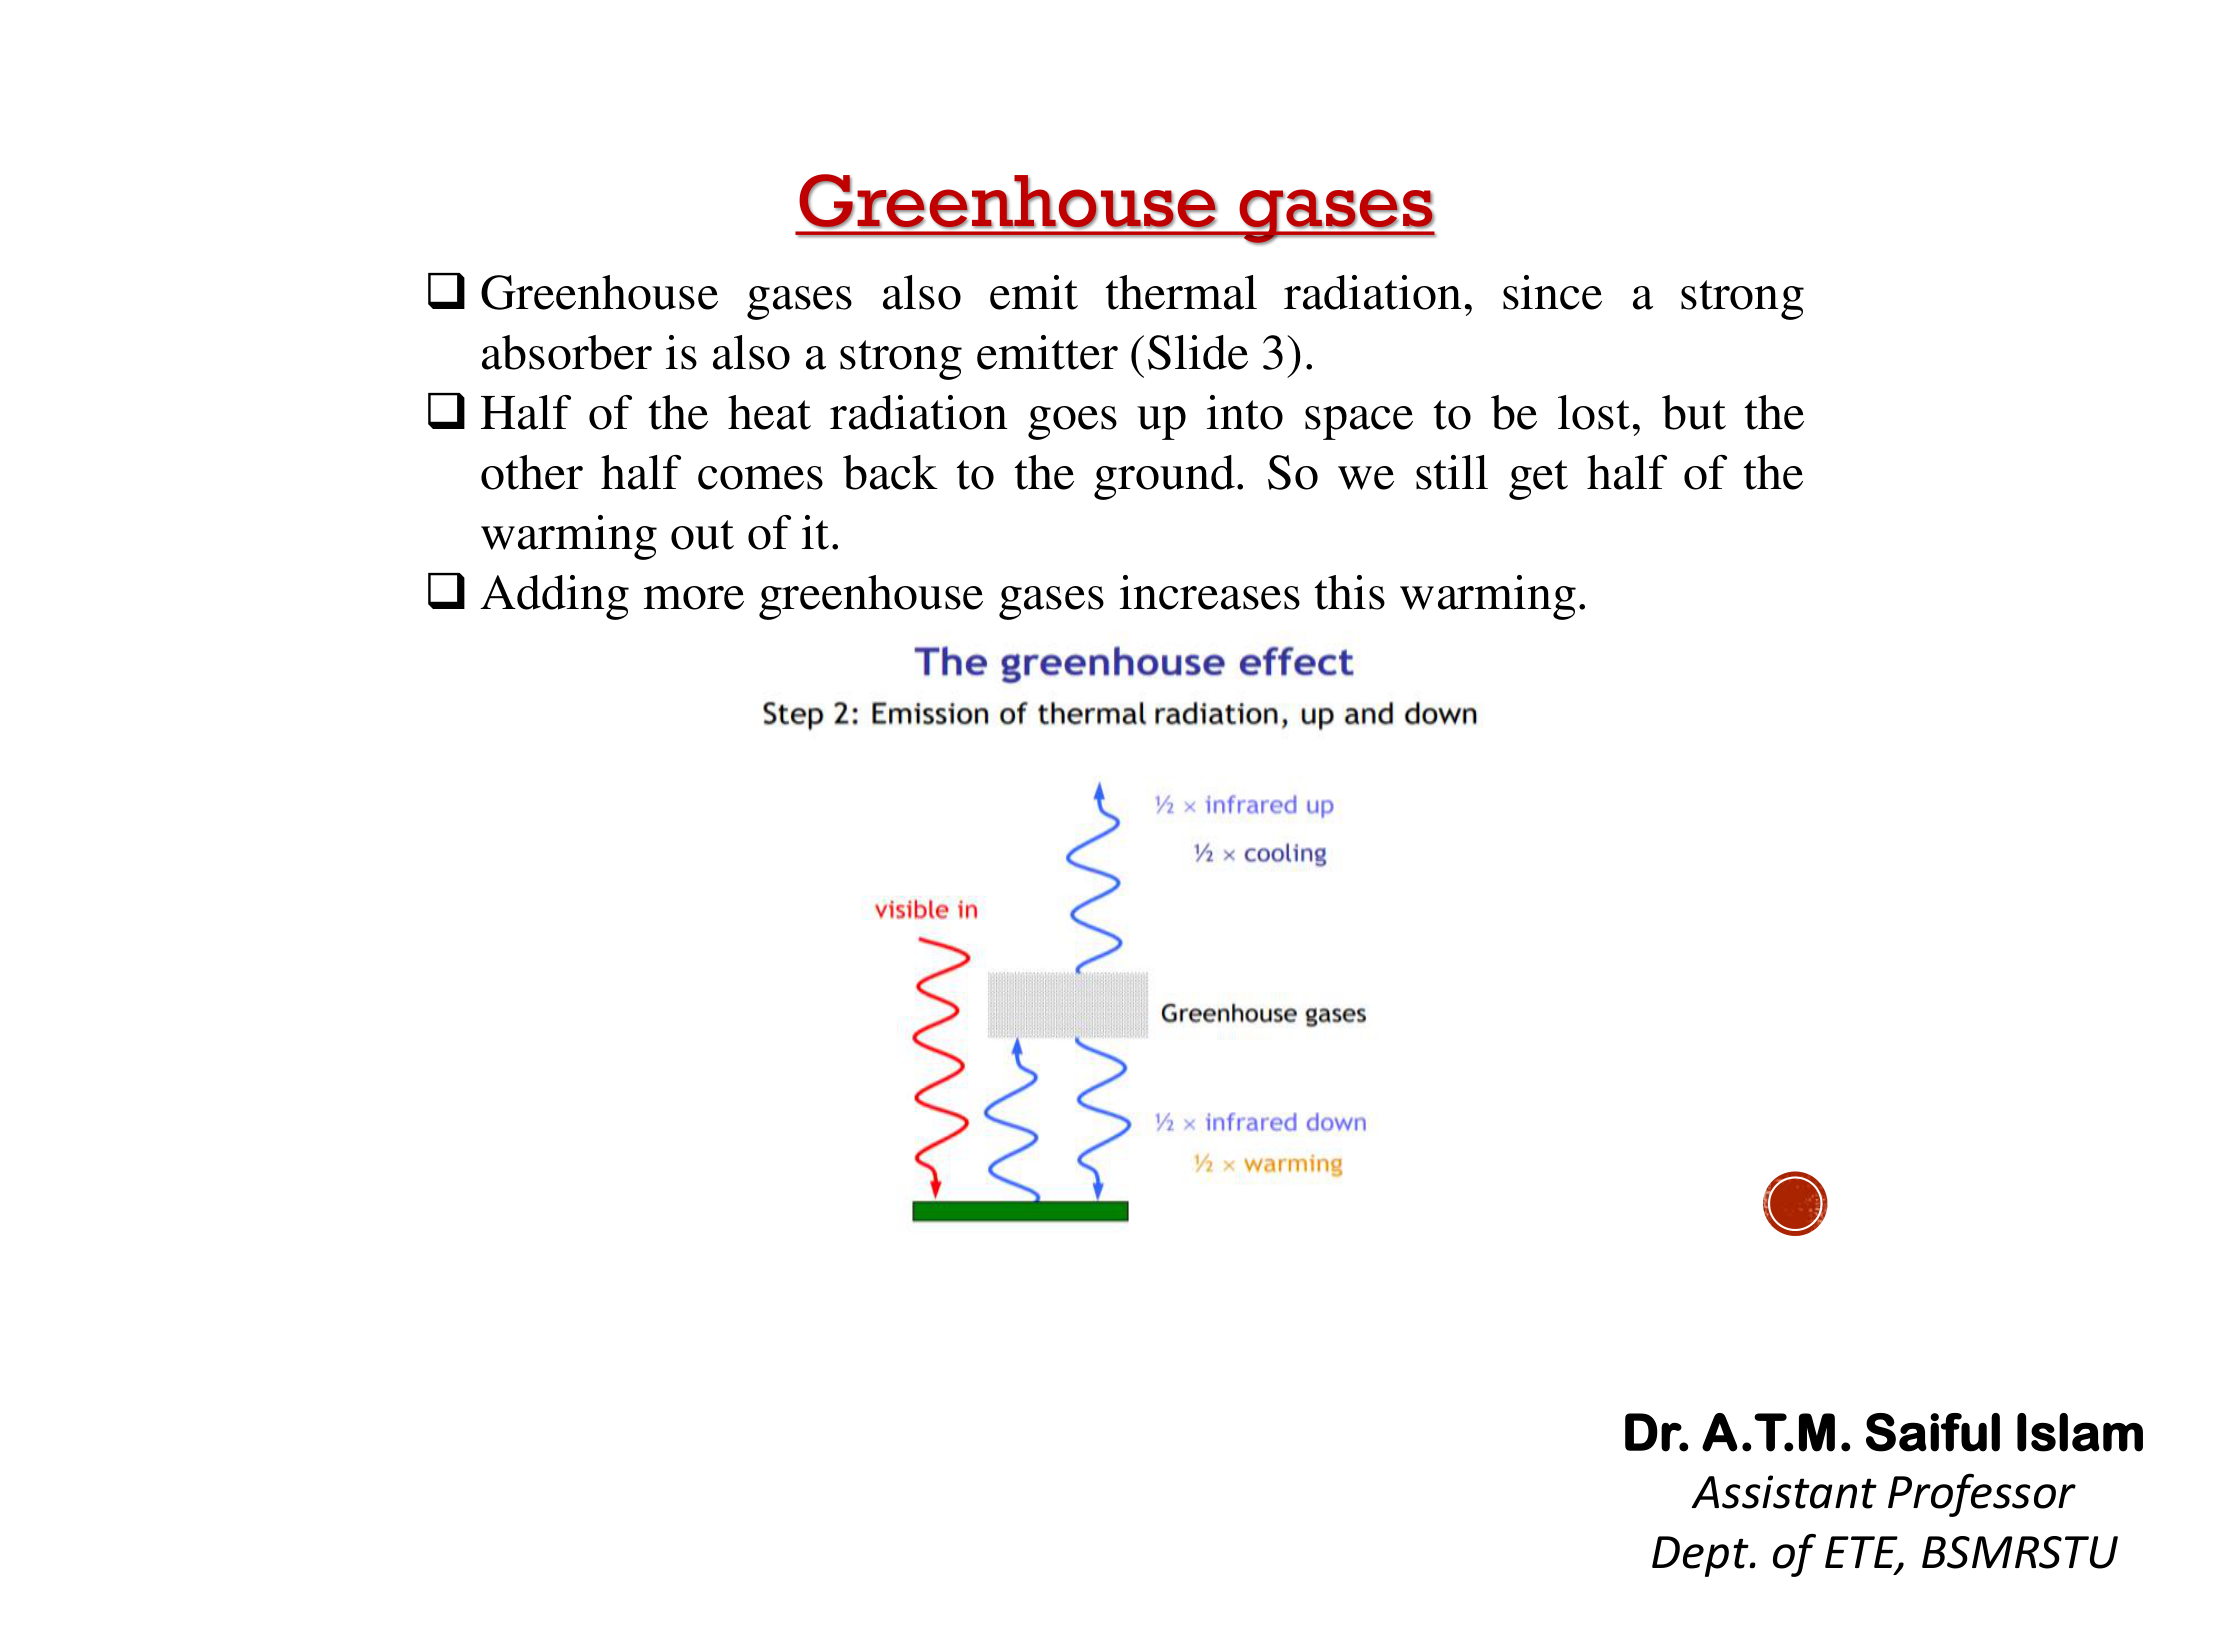 Greenhouse gases
❑ Greenhouse gases also emit thermal radiation, since a strong
absorber is also a strong emitter (Slide 3).
❑ Half of the heat radiation goes up into space to be lost, but the
other half comes back to the ground. So we still get half of the
warming out of it.
❑ Adding more greenhouse gases increases this warming.
The greenhouse effect
Step 2: Emission of thermal radiation, up and down
½ × infrared up
½ × cooling
visible in
Greenhouse gases
½ × infrared down
½ × warming
Dr. A.T.M. Saiful Islam
Assistant Professor
Dept. of ETE, BSMRSTU